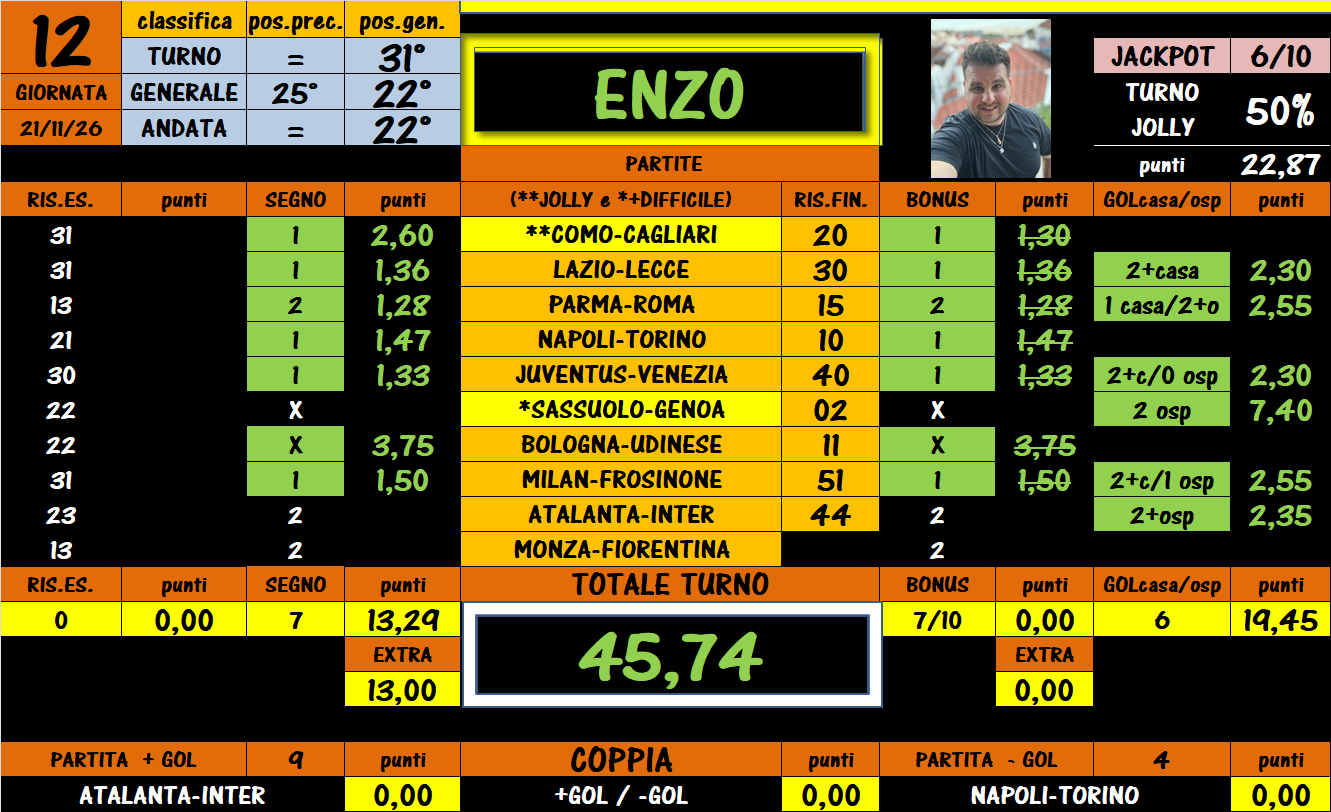 12 classifica pos.prec. pos.gen.
TURNO = 31°
ENZO
JACKPOT 6/10
GIORNATA GENERALE 25° 22°
TURNO
JOLLY 50%
21/11/26 ANDATA = 22°
PARTITE
punti 22,87
RIS.ES. punti SEGNO punti (**JOLLY e *+DIFFICILE) RIS.FIN. BONUS punti GOLcasa/osp punti
31 1 2,60 **COMO-CAGLIARI 20 1 1,30
31 1 1,36 LAZIO-LECCE 30 1 1,36 2+casa 2,30
13 2 1,28 PARMA-ROMA 15 2 1,28 1 casa/2+o 2,55
21 1 1,47 NAPOLI-TORINO 10 1 1,47
30 1 1,33 JUVENTUS-VENEZIA 40 1 1,33 2+c/0 osp 2,30
22 X *SASSUOLO-GENOA 02 X 2 osp 7,40
22 X 3,75 BOLOGNA-UDINESE 11 X 3,75
31 1 1,50 MILAN-FROSINONE 51 1 1,50 2+c/1 osp 2,55
23 2 ATALANTA-INTER 44 2 2+osp 2,35
13 2 MONZA-FIORENTINA 2
RIS.ES. punti SEGNO punti TOTALE TURNO BONUS punti GOLcasa/osp punti
0 0,00 7 13,29 7/10 0,00 6 19,45
45,74
EXTRA EXTRA
13,00 0,00
PARTITA + GOL 9 punti COPPIA punti PARTITA - GOL 4 punti
ATALANTA-INTER 0,00 +GOL / -GOL 0,00 NAPOLI-TORINO 0,00